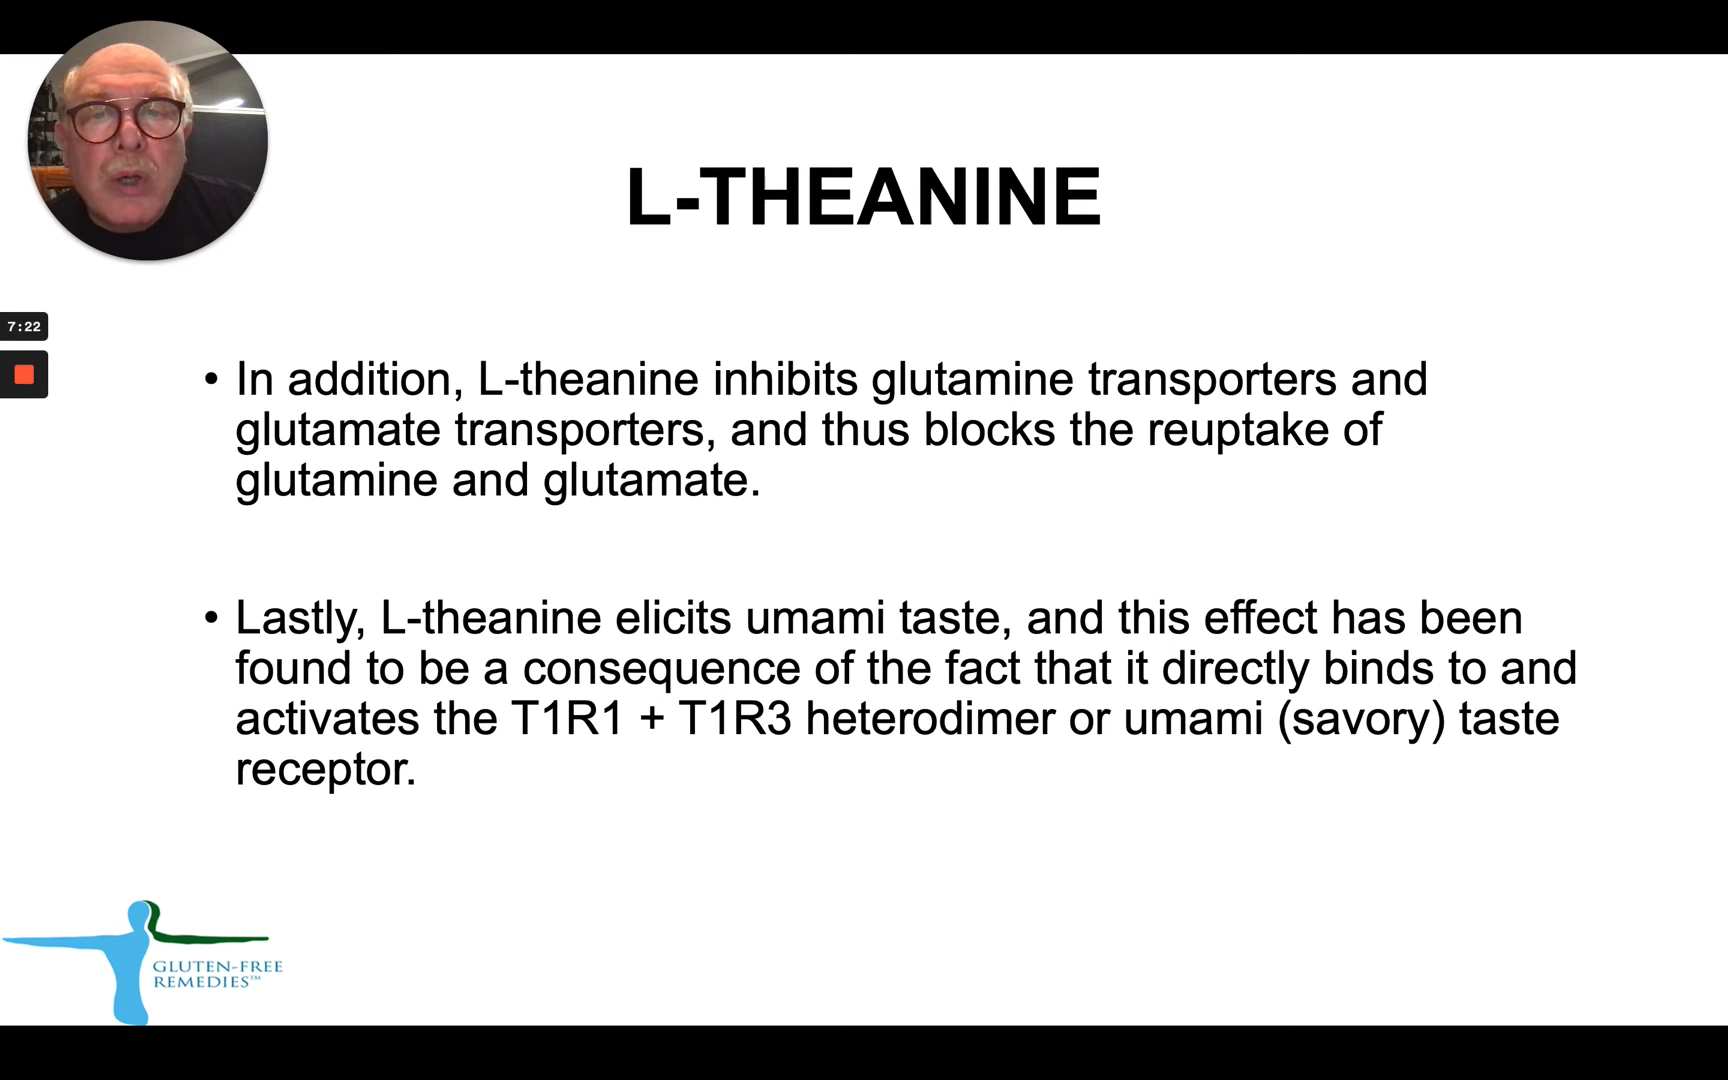 L-THEANINE
7:22
• In addition, L-theanine inhibits glutamine transporters and
glutamate transporters, and thus blocks the reuptake of
glutamine and glutamate.
• Lastly, L-theanine elicits umami taste, and this effect has been
found to be a consequence of the fact that it directly binds to and
activates the T1R1 + T1R3 heterodimer or umami (savory) taste
receptor.
GLUTEN-FREE
REMEDIES™